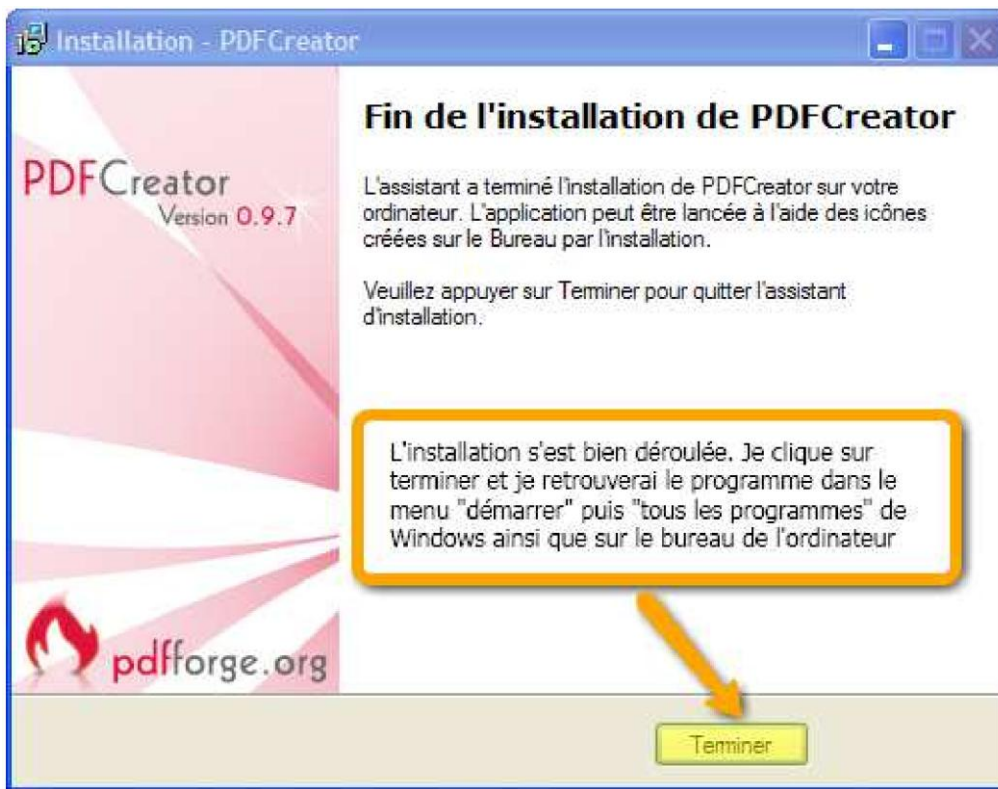 Installation - PDFCreator
PDFCreator
Version 0.9.7
pdfforge.org
Fin de l'installation de PDFCreator
L'assistant a terminé l'installation de PDFCreator sur votre
ordinateur. L'application peut être lancée à l'aide des icônes
créées sur le Bureau par l'installation.
Veuillez appuyer sur Terminer pour quitter l'assistant
d'installation.
L'installation s'est bien déroulée. Je clique sur
terminer et je retrouverai le programme dans le
menu "démarrer" puis "tous les programmes" de
Windows ainsi que sur le bureau de l'ordinateur
Terminer